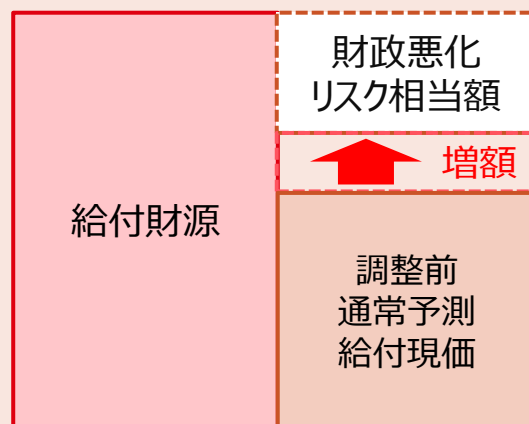 給付財源
財政悪化
リスク相当額
増額
調整前
通常予測
給付現価